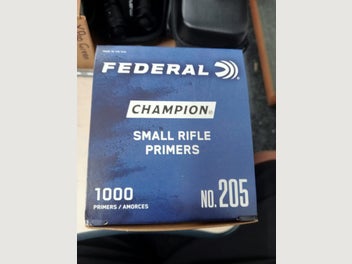 FEDERAL
CHAMPION
SMALL RIFLE
PRIMERS
1000
PRIMERS / AMORCES
NO. 205